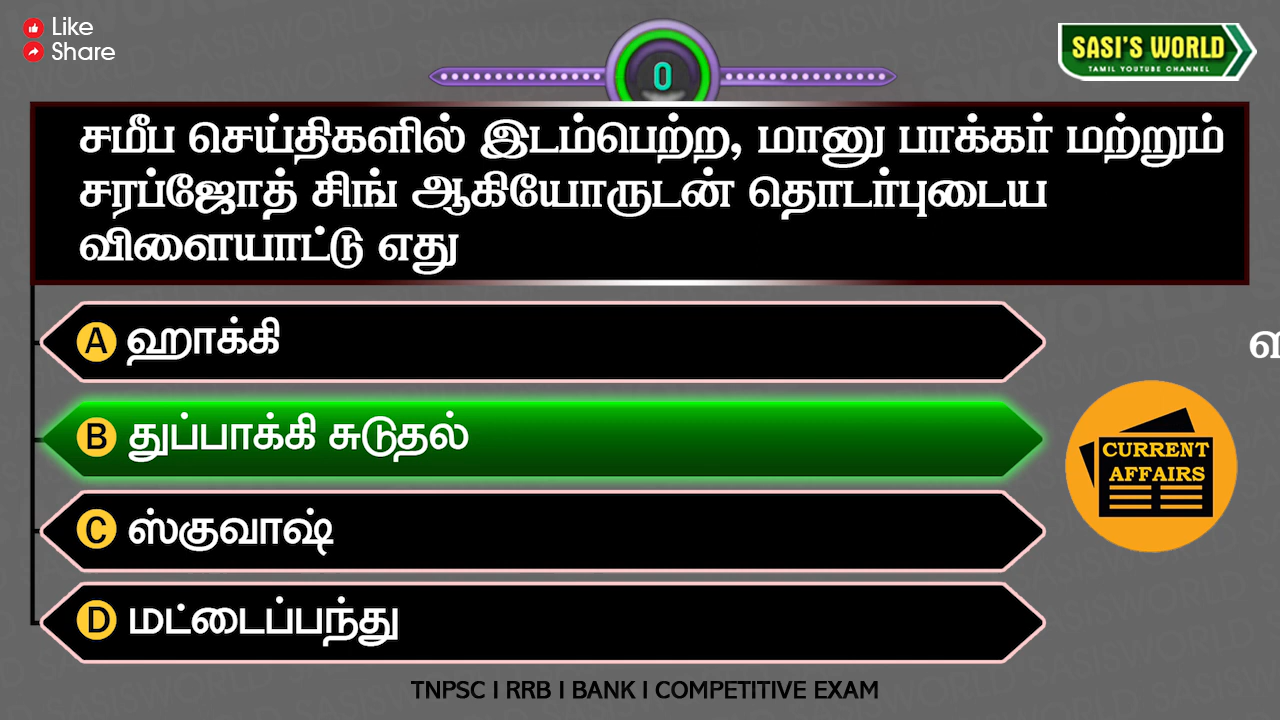 Like
Share
0
SASI'S WORLD
TAMIL YOUTUBE CHANNEL
சமீப செய்திகளில் இடம்பெற்ற, மானு பாக்கர் மற்றும்
சரப்ஜோத் சிங் ஆகியோருடன் தொடர்புடைய
விளையாட்டு எது
A ஹாக்கி
B துப்பாக்கி சுடுதல்
C ஸ்குவாஷ்
D மட்டைப்பந்து
CURRENT
AFFAIRS
TNPSC I RRB I BANK I COMPETITIVE EXAM